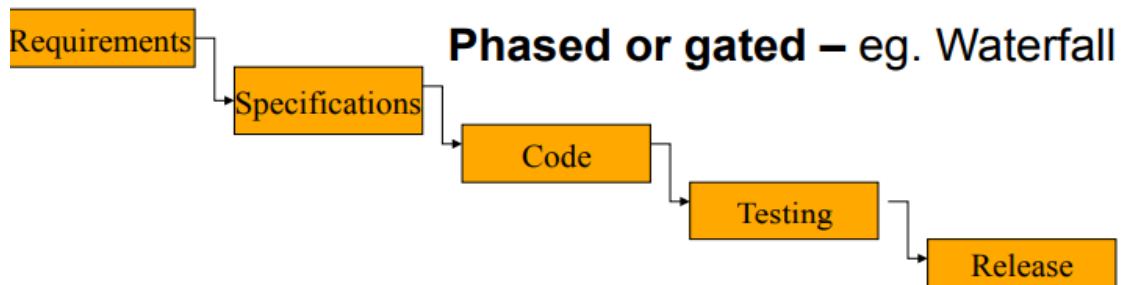 Requirements
Phased or gated – eg. Waterfall
Specifications
Code
Testing
Release